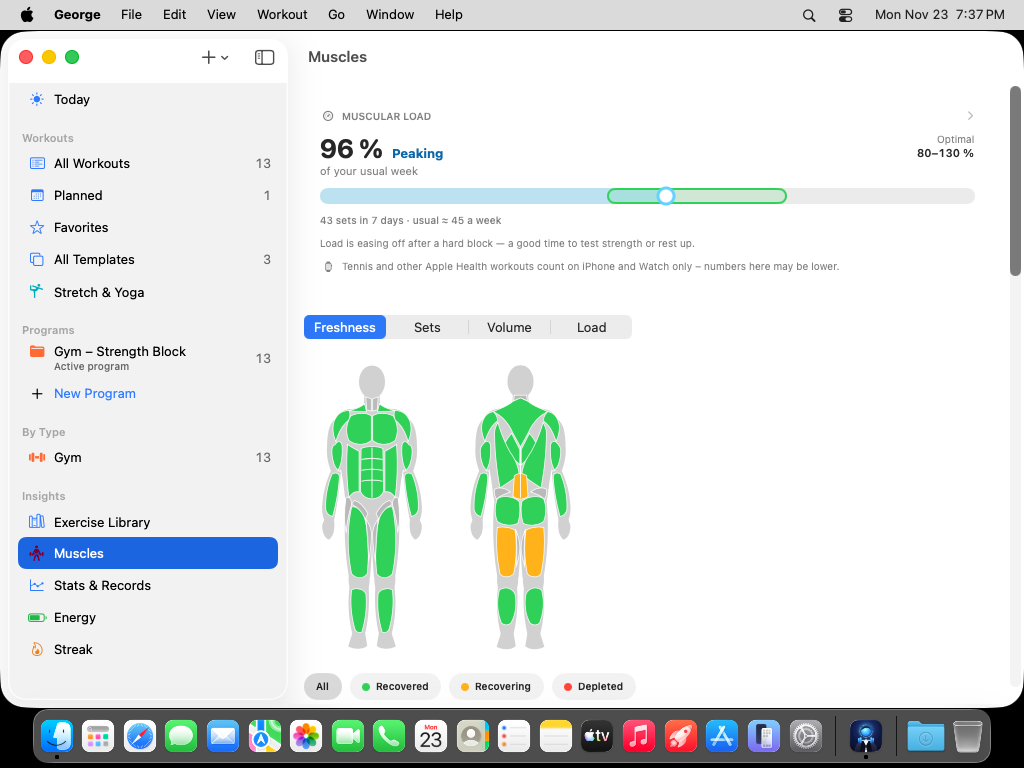 George File Edit View Workout Go Window Help Mon Nov 23 7:37 PM
Muscles
Today
Workouts
All Workouts 13
Planned 1
Favorites
All Templates 3
Stretch & Yoga
Programs
Gym – Strength Block 13
Active program
New Program
By Type
Gym 13
Insights
Exercise Library
Muscles
Stats & Records
Energy
Streak
MUSCULAR LOAD
96 % Peaking
of your usual week
Optimal
80–130 %
43 sets in 7 days · usual ≈ 45 a week
Load is easing off after a hard block — a good time to test strength or rest up.
Tennis and other Apple Health workouts count on iPhone and Watch only – numbers here may be lower.
Freshness Sets Volume Load
All Recovered Recovering Depleted
Mon
23
tv